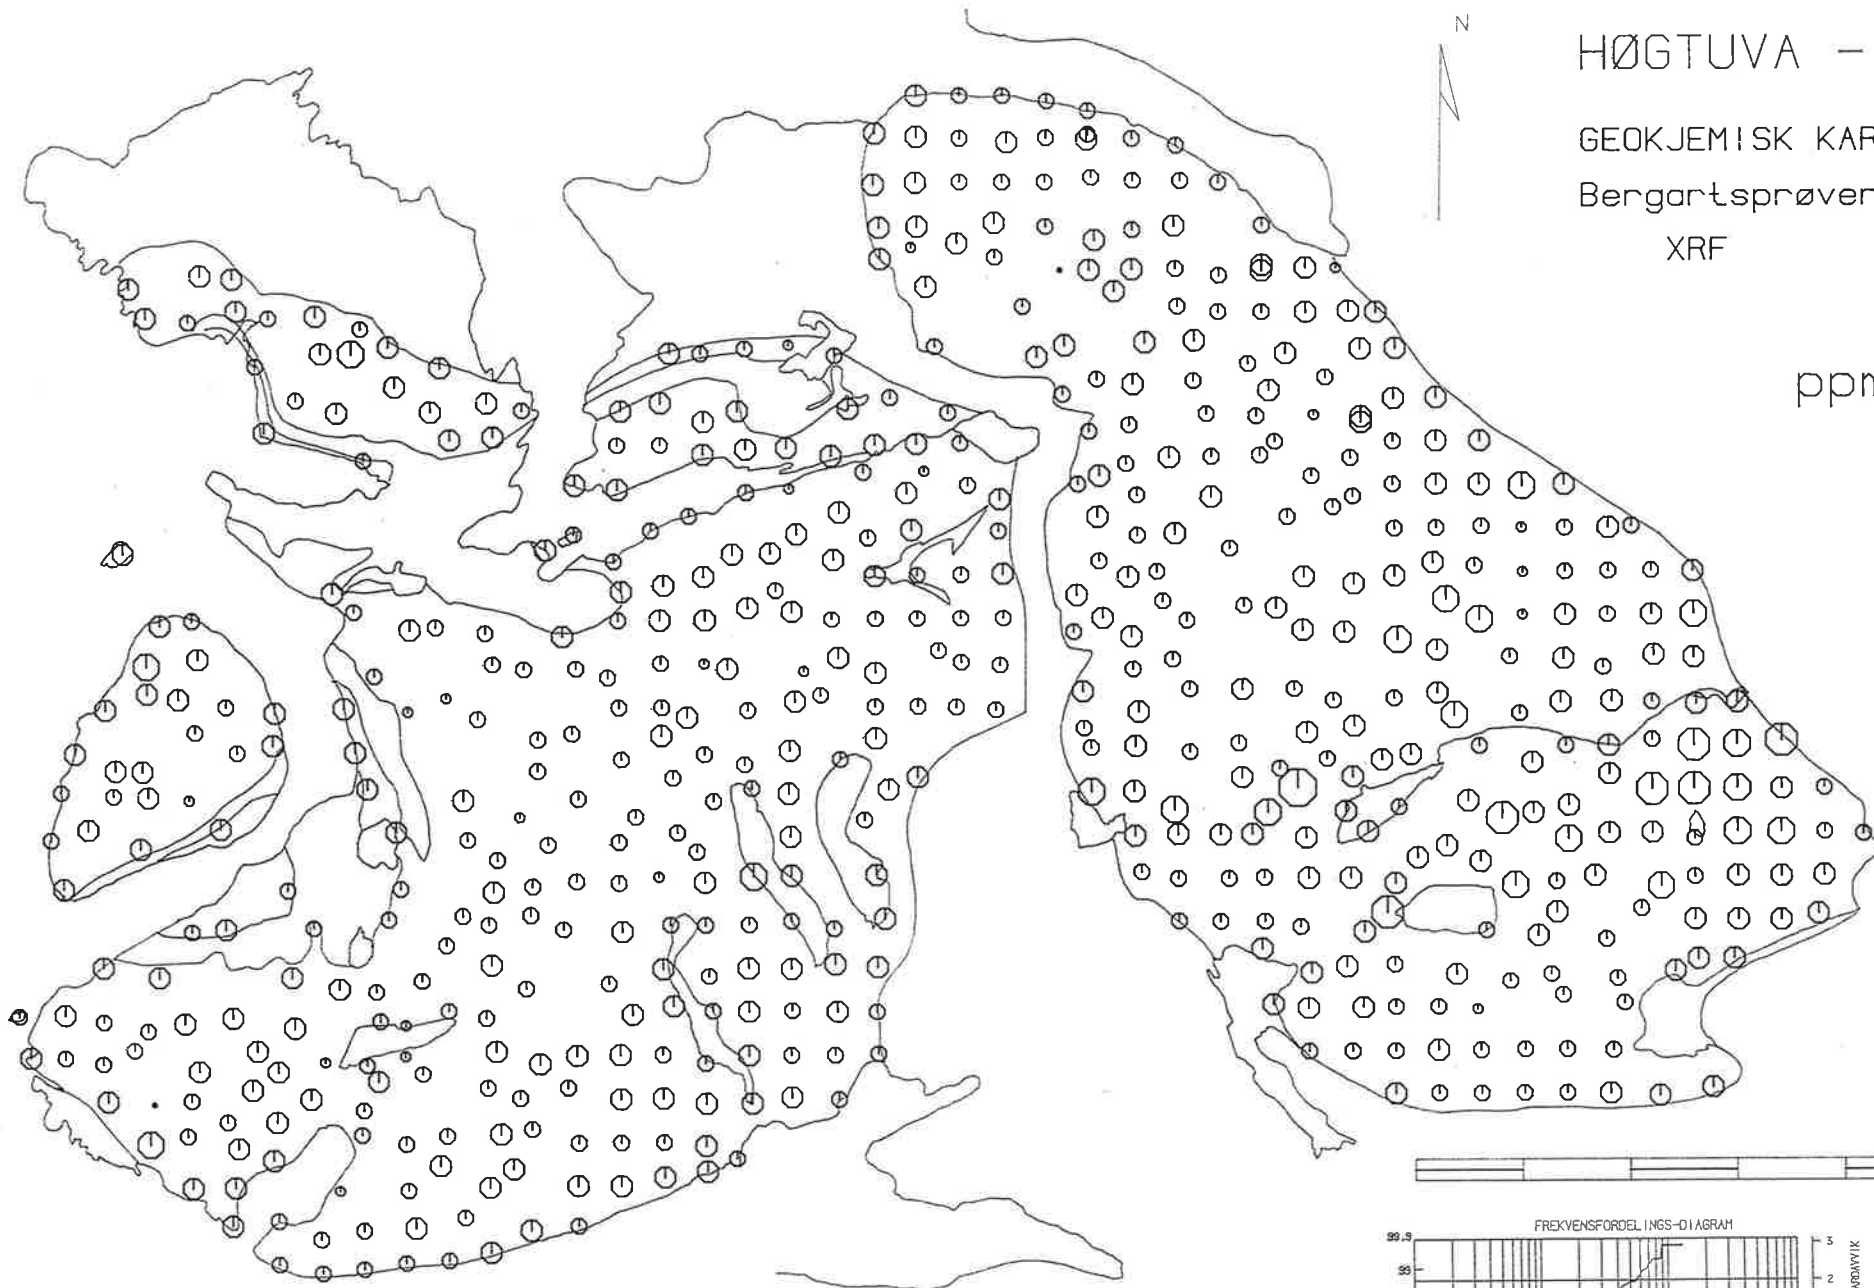 N
HØGTUVA -
GEOKJEMISK KAR
Bergartsprøver
XRF
ppm
FREKVENSFORDELINGS-DIAGRAM
99.9
3
99
2